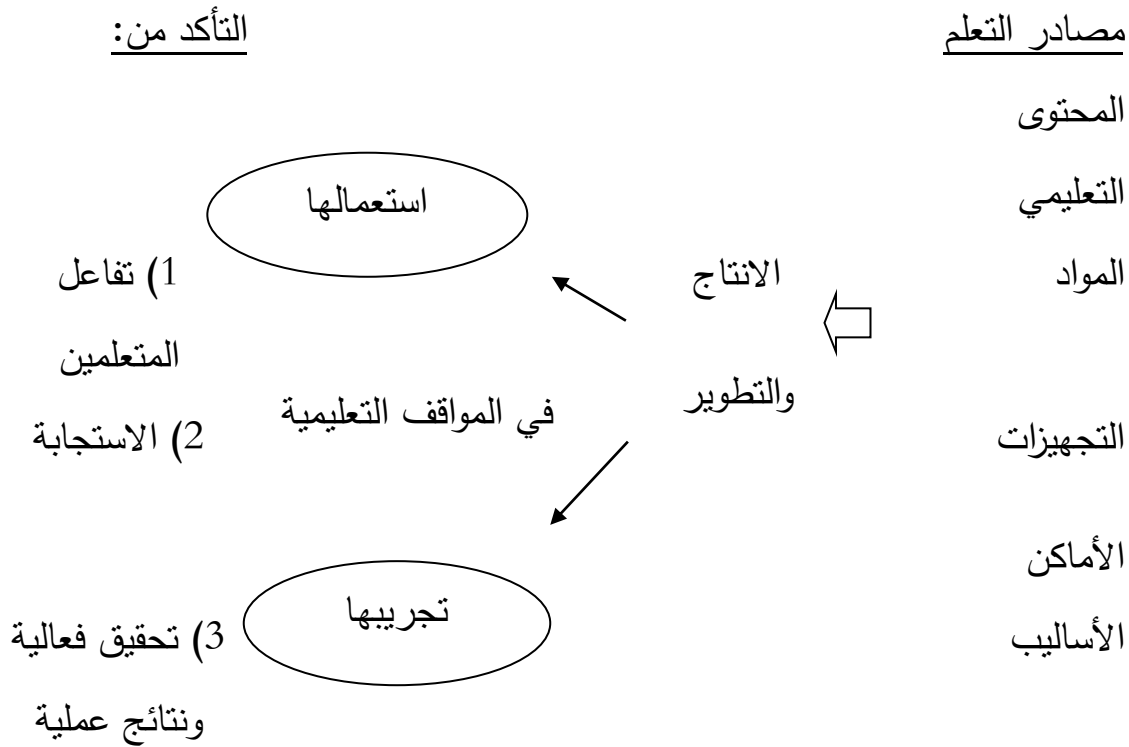 مصادر التعلم
المحتوى
التعليمي
المواد
التجهيزات
الأماكن
الأساليب
الانتاج
والتطوير
استعمالها
في المواقف التعليمية
تجريبها
التأكد من:
1) تفاعل
المتعلمين
2) الاستجابة
3) تحقيق فعالية
ونتائج عملية